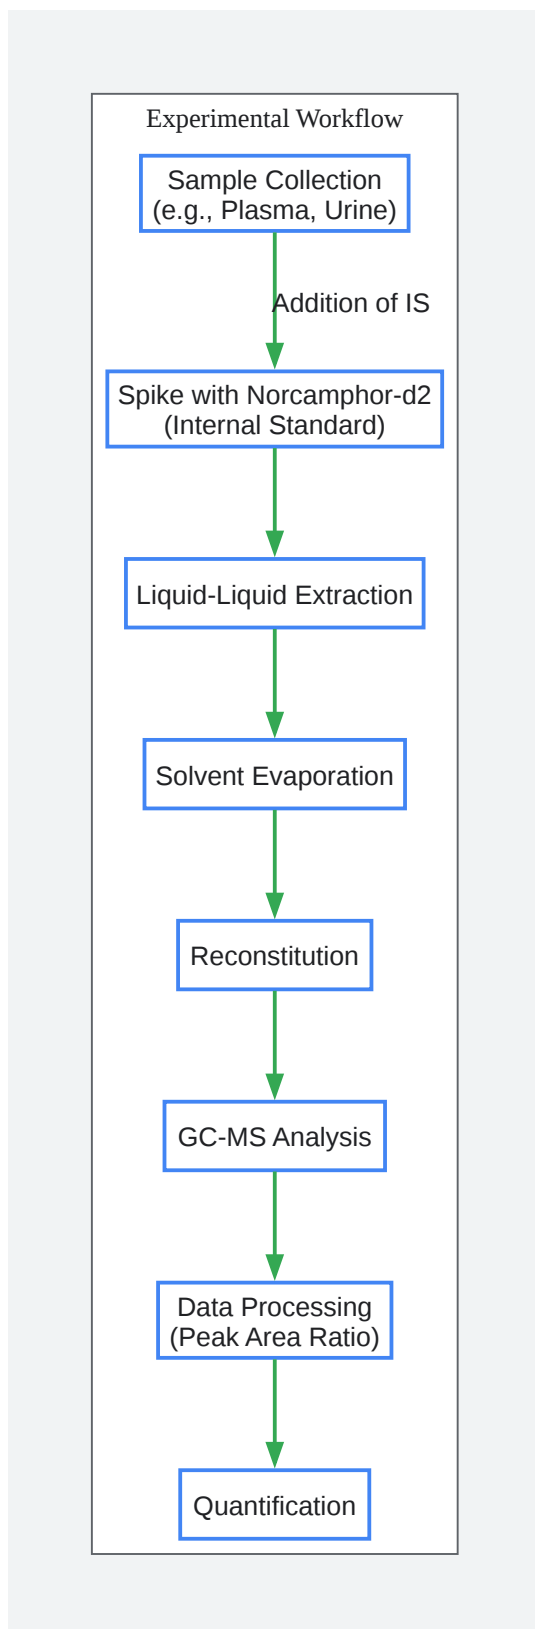 Experimental Workflow
Sample Collection
(e.g., Plasma, Urine)
Addition of IS
Spike with Norcamphor-d2
(Internal Standard)
Liquid-Liquid Extraction
Solvent Evaporation
Reconstitution
GC-MS Analysis
Data Processing
(Peak Area Ratio)
Quantification